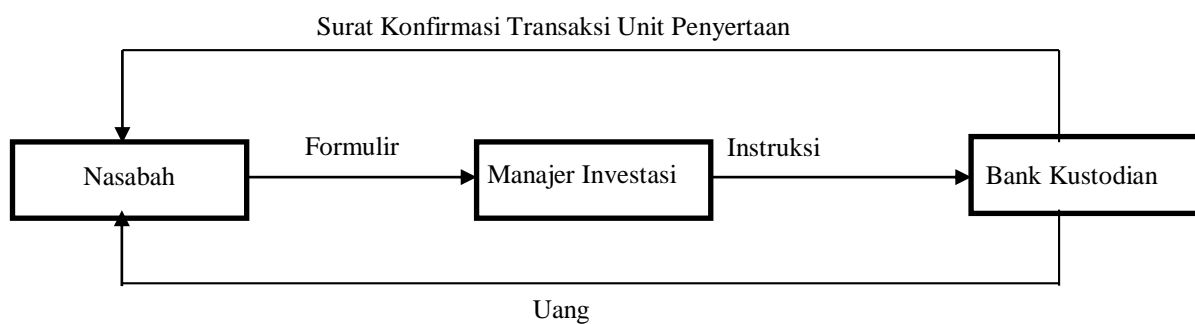 Surat Konfirmasi Transaksi Unit Penyertaan
Formulir
Instruksi
Nasabah
Manajer Investasi
Bank Kustodian
Uang